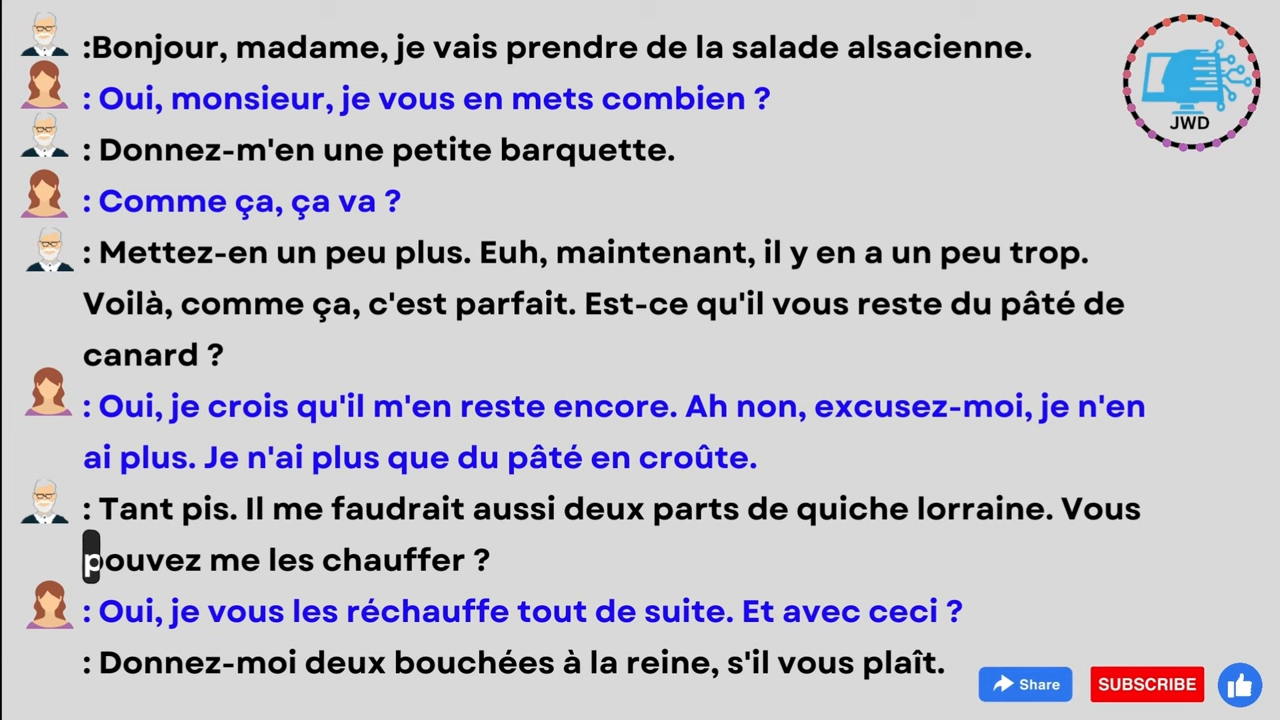 :Bonjour, madame, je vais prendre de la salade alsacienne.
: Oui, monsieur, je vous en mets combien ?
: Donnez-m'en une petite barquette.
: Comme ça, ça va ?
: Mettez-en un peu plus. Euh, maintenant, il y en a un peu trop.
Voilà, comme ça, c'est parfait. Est-ce qu'il vous reste du pâté de
canard ?
: Oui, je crois qu'il m'en reste encore. Ah non, excusez-moi, je n'en
ai plus. Je n'ai plus que du pâté en croûte.
: Tant pis. Il me faudrait aussi deux parts de quiche lorraine. Vous
pouvez me les chauffer ?
: Oui, je vous les réchauffe tout de suite. Et avec ceci ?
: Donnez-moi deux bouchées à la reine, s'il vous plaît.
JWD
Share
SUBSCRIBE